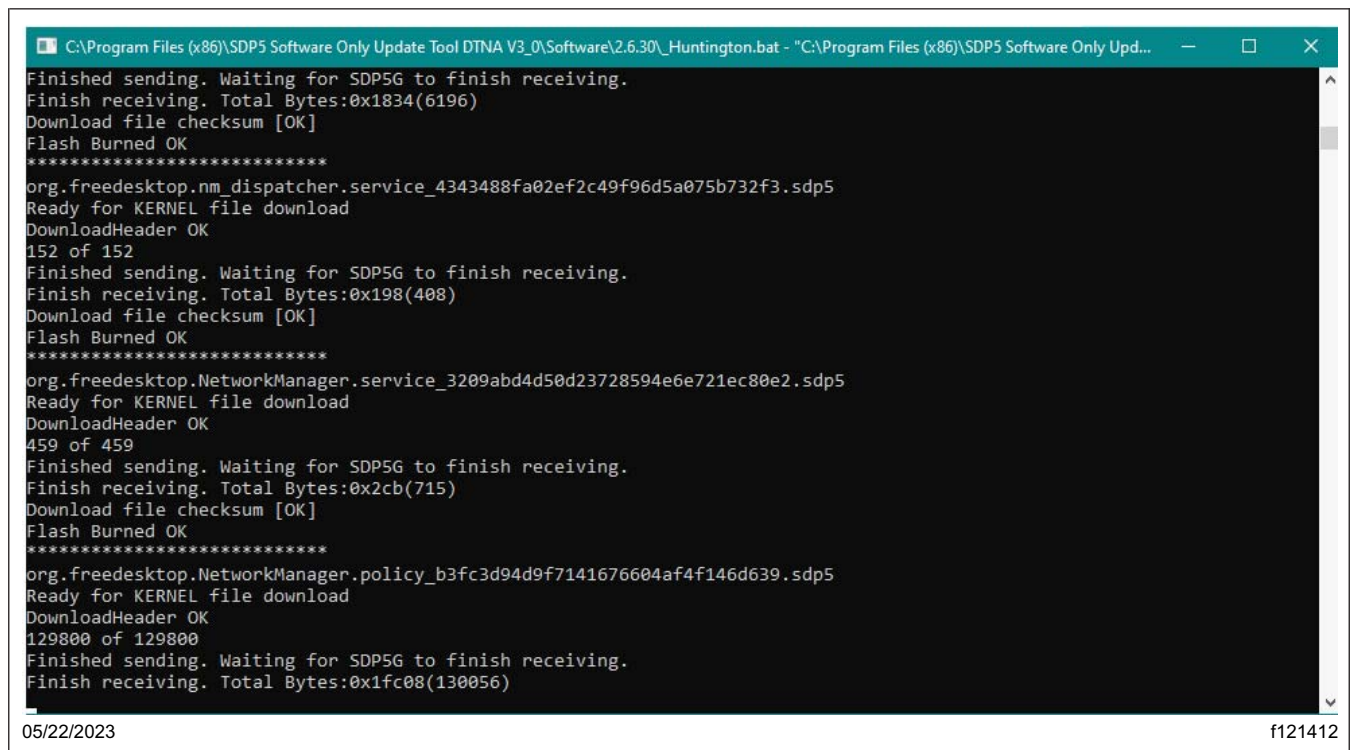 C:\Program Files (x86)\SDP5 Software Only Update Tool DTNA V3_0\Software\2.6.30\_Huntington.bat - "C:\Program Files (x86)\SDP5 Software Only Upd...
Finished sending. Waiting for SDP5G to finish receiving.
Finish receiving. Total Bytes:0x1834(6196)
Download file checksum [OK]
Flash Burned OK
****************************
org.freedesktop.nm_dispatcher.service_4343488fa02ef2c49f96d5a075b732f3.sdp5
Ready for KERNEL file download
DownloadHeader OK
152 of 152
Finished sending. Waiting for SDP5G to finish receiving.
Finish receiving. Total Bytes:0x198(408)
Download file checksum [OK]
Flash Burned OK
****************************
org.freedesktop.NetworkManager.service_3209abd4d50d23728594e6e721ec80e2.sdp5
Ready for KERNEL file download
DownloadHeader OK
459 of 459
Finished sending. Waiting for SDP5G to finish receiving.
Finish receiving. Total Bytes:0x2cb(715)
Download file checksum [OK]
Flash Burned OK
****************************
org.freedesktop.NetworkManager.policy_b3fc3d94d9f7141676604af4f146d639.sdp5
Ready for KERNEL file download
DownloadHeader OK
129800 of 129800
Finished sending. Waiting for SDP5G to finish receiving.
Finish receiving. Total Bytes:0x1fc08(130056)
05/22/2023
f121412